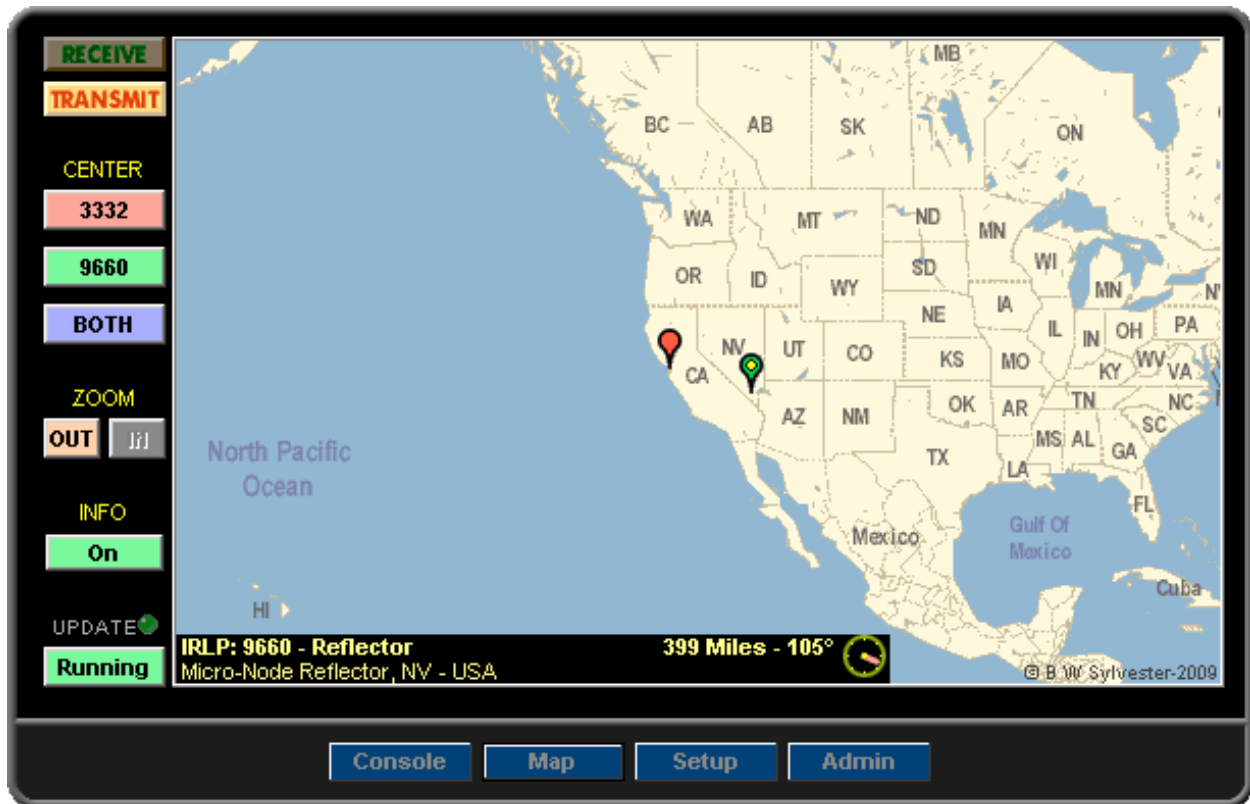 RECEIVE
TRANSMIT
CENTER
3332
9660
BOTH
ZOOM
OUT
INFO
On
UPDATE
Running
MB
BC
AB
SK
ON
WA
MT
ND
MN
OR
ID
WY
SD
WI
MN
NE
IA
NV
UT
CO
KS
MO
IL
IN
OH
PA
CA
KY
WV
VA
AZ
NM
OK
AR
TN
NC
SC
TX
MS
AL
GA
LA
FL
North Pacific
Ocean
Gulf Of
Mexico
Mexico
Cuba
HI
IRLP: 9660 - Reflector
399 Miles - 105°
Micro-Node Reflector, NV - USA
© B W Sylvester-2009
Console
Map
Setup
Admin